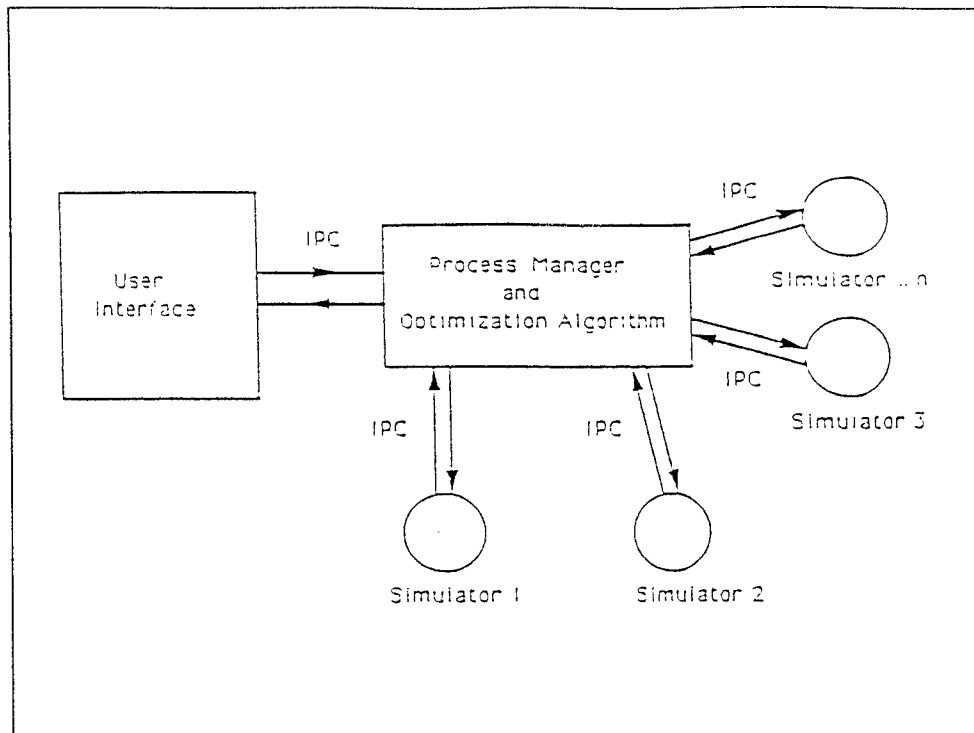 User
Interface
IPC
Process Manager
and
Optimization Algorithm
IPC
Simulator ..n
IPC
Simulator 3
IPC
Simulator 1
IPC
Simulator 2